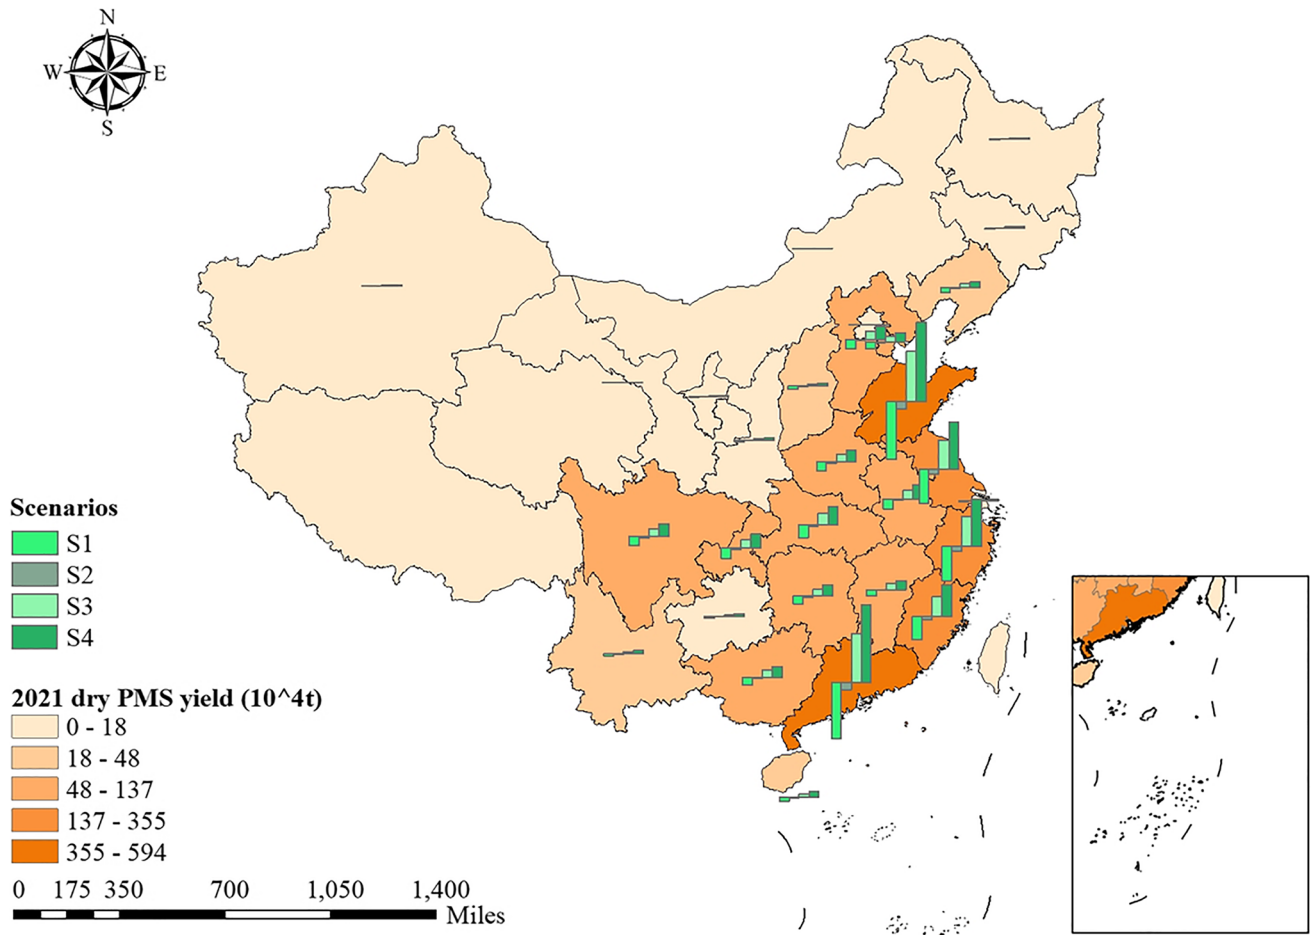 N
W E
S
Scenarios
S1
S2
S3
S4
2021 dry PMS yield (10^4t)
0 - 18
18 - 48
48 - 137
137 - 355
355 - 594
0 175 350 700 1,050 1,400
Miles